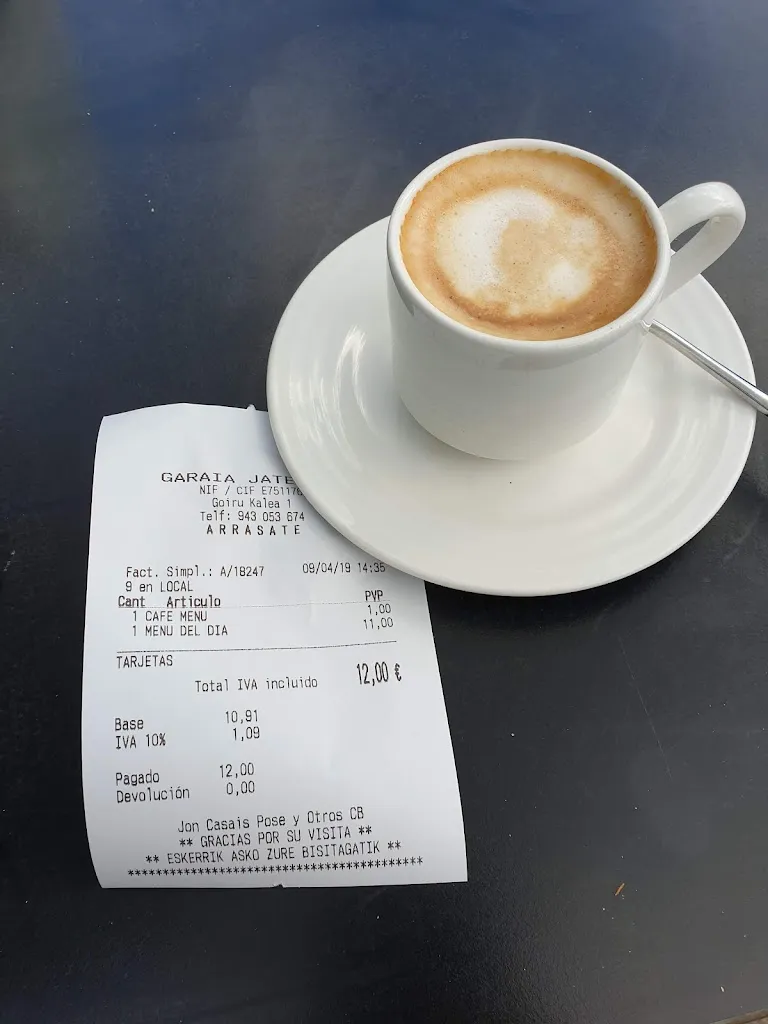 GARAIA
NIF / CIF
Goiru Kalea 1
Telf: 943 053 674
ARRASATE
Fact. Simpl.: A/18247 09/04/19 14:35
9 en LOCAL
Cant Articulo PVP
1 CAFE MENU 1,00
1 MENU DEL DIA 11,00
TARJETAS
Total IVA incluido 12,00 €
Base 10,91
IVA 10% 1,09
Pagado 12,00
Devolución 0,00
Jon Casais Pose y Otros CB
** GRACIAS POR SU VISITA **
** ESKERRIK ASKO ZURE BISITAGATIK **
****************************************